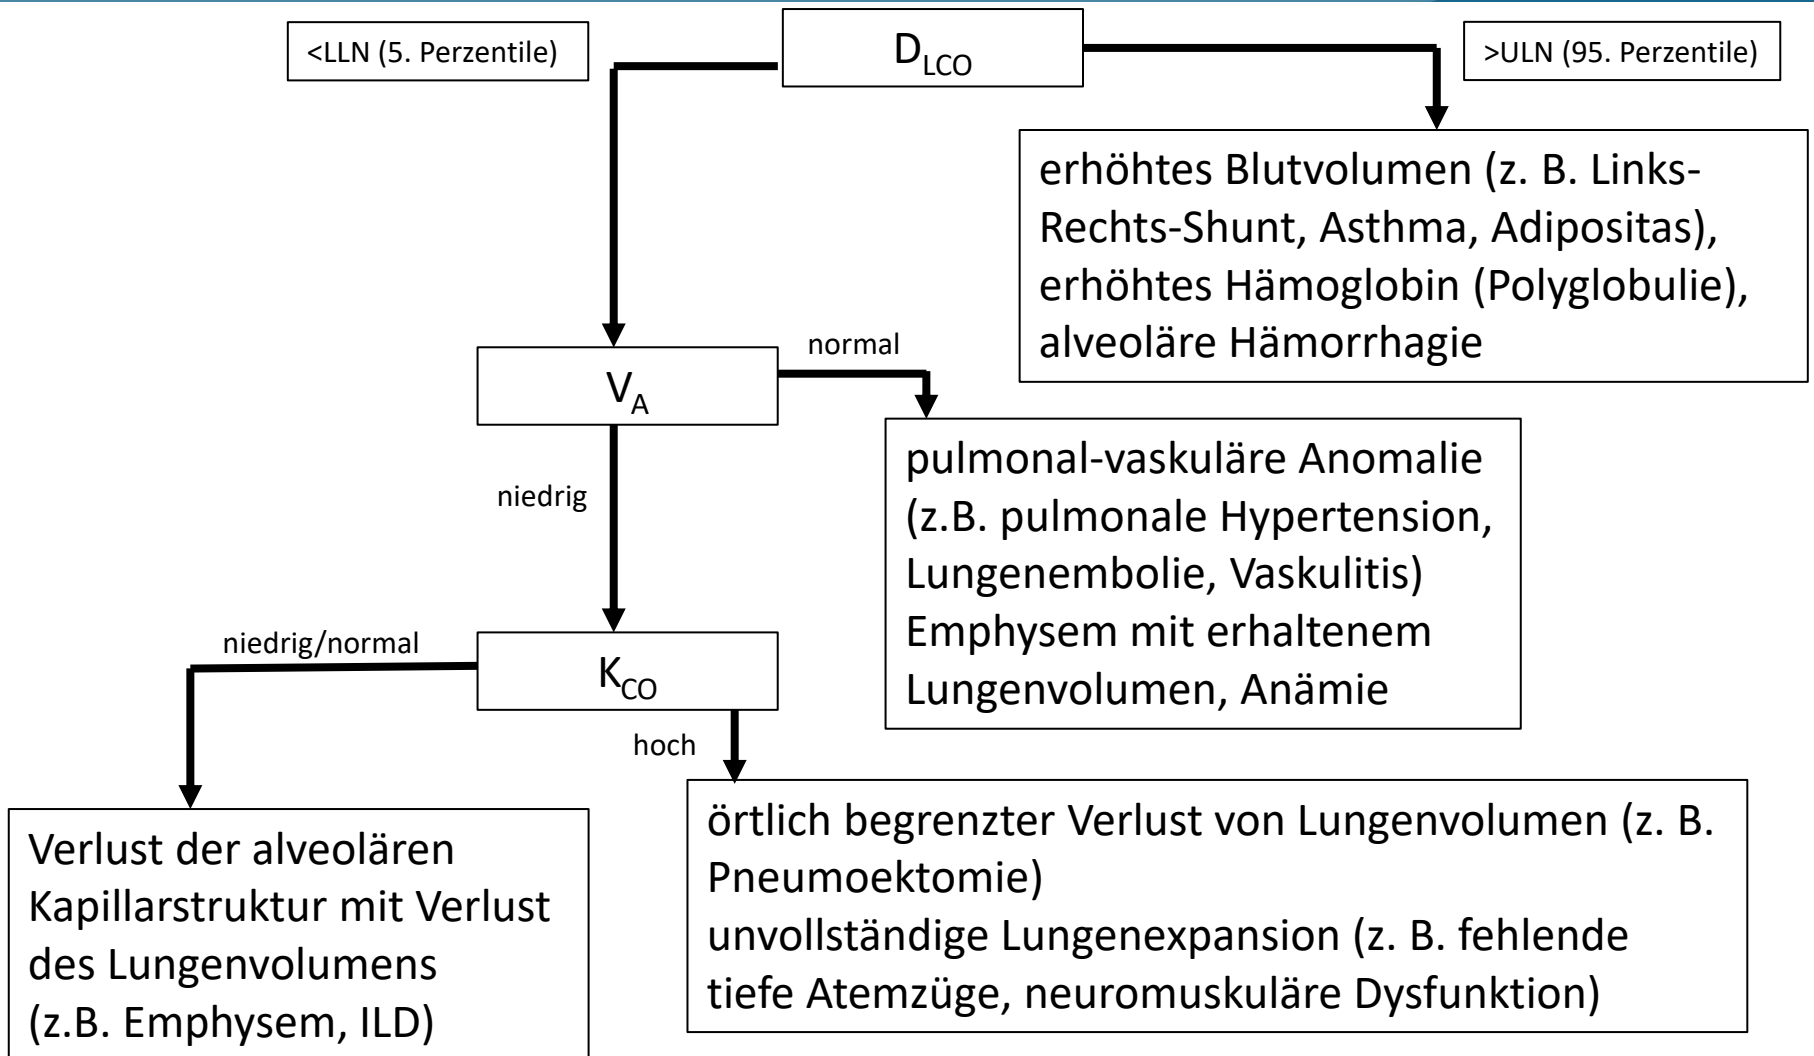 <LLN (5. Perzentile)
D_LCO
>ULN (95. Perzentile)
erhöhtes Blutvolumen (z. B. Links-
Rechts-Shunt, Asthma, Adipositas),
erhöhtes Hämoglobin (Polyglobulie),
alveoläre Hämorrhagie
V_A
normal
pulmonal-vaskuläre Anomalie
(z.B. pulmonale Hypertension,
Lungenembolie, Vaskulitis)
Emphysem mit erhaltenem
Lungenvolumen, Anämie
niedrig
niedrig/normal
K_CO
hoch
Verlust der alveolären
Kapillarstruktur mit Verlust
des Lungenvolumens
(z.B. Emphysem, ILD)
örtlich begrenzter Verlust von Lungenvolumen (z. B.
Pneumoektomie)
unvollständige Lungenexpansion (z. B. fehlende
tiefe Atemzüge, neuromuskuläre Dysfunktion)